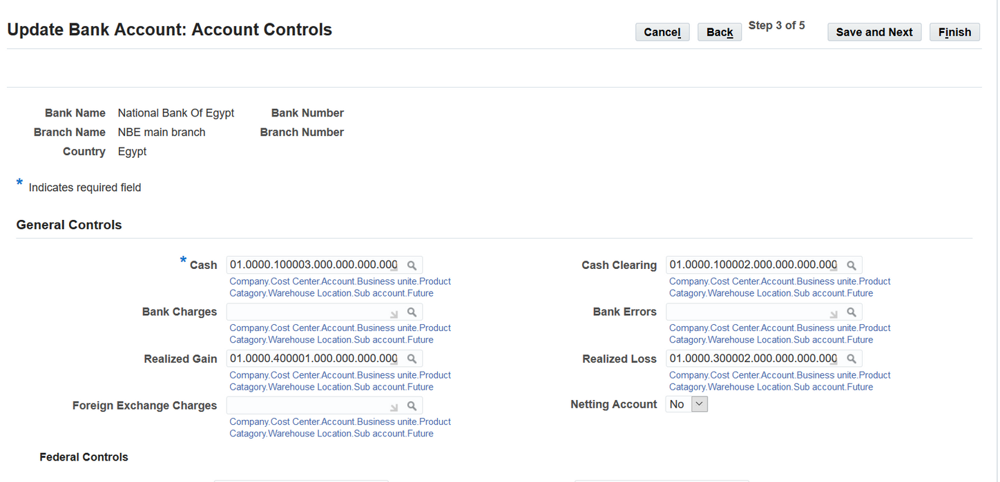 Update Bank Account: Account Controls
Cancel Back Step 3 of 5 Save and Next Finish
Bank Name National Bank Of Egypt Bank Number
Branch Name NBE main branch Branch Number
Country Egypt
* Indicates required field
General Controls
* Cash 01.0000.100003.000.000.000.000 Cash Clearing 01.0000.100002.000.000.000.000
Company.Cost Center.Account.Business unite.Product Company.Cost Center.Account.Business unite.Product
Catagory.Warehouse Location.Sub account.Future Catagory.Warehouse Location.Sub account.Future
Bank Charges Bank Errors
Company.Cost Center.Account.Business unite.Product Company.Cost Center.Account.Business unite.Product
Catagory.Warehouse Location.Sub account.Future Catagory.Warehouse Location.Sub account.Future
Realized Gain 01.0000.400001.000.000.000.000 Realized Loss 01.0000.300002.000.000.000.000
Company.Cost Center.Account.Business unite.Product Company.Cost Center.Account.Business unite.Product
Catagory.Warehouse Location.Sub account.Future Catagory.Warehouse Location.Sub account.Future
Foreign Exchange Charges Netting Account No
Company.Cost Center.Account.Business unite.Product
Catagory.Warehouse Location.Sub account.Future
Federal Controls